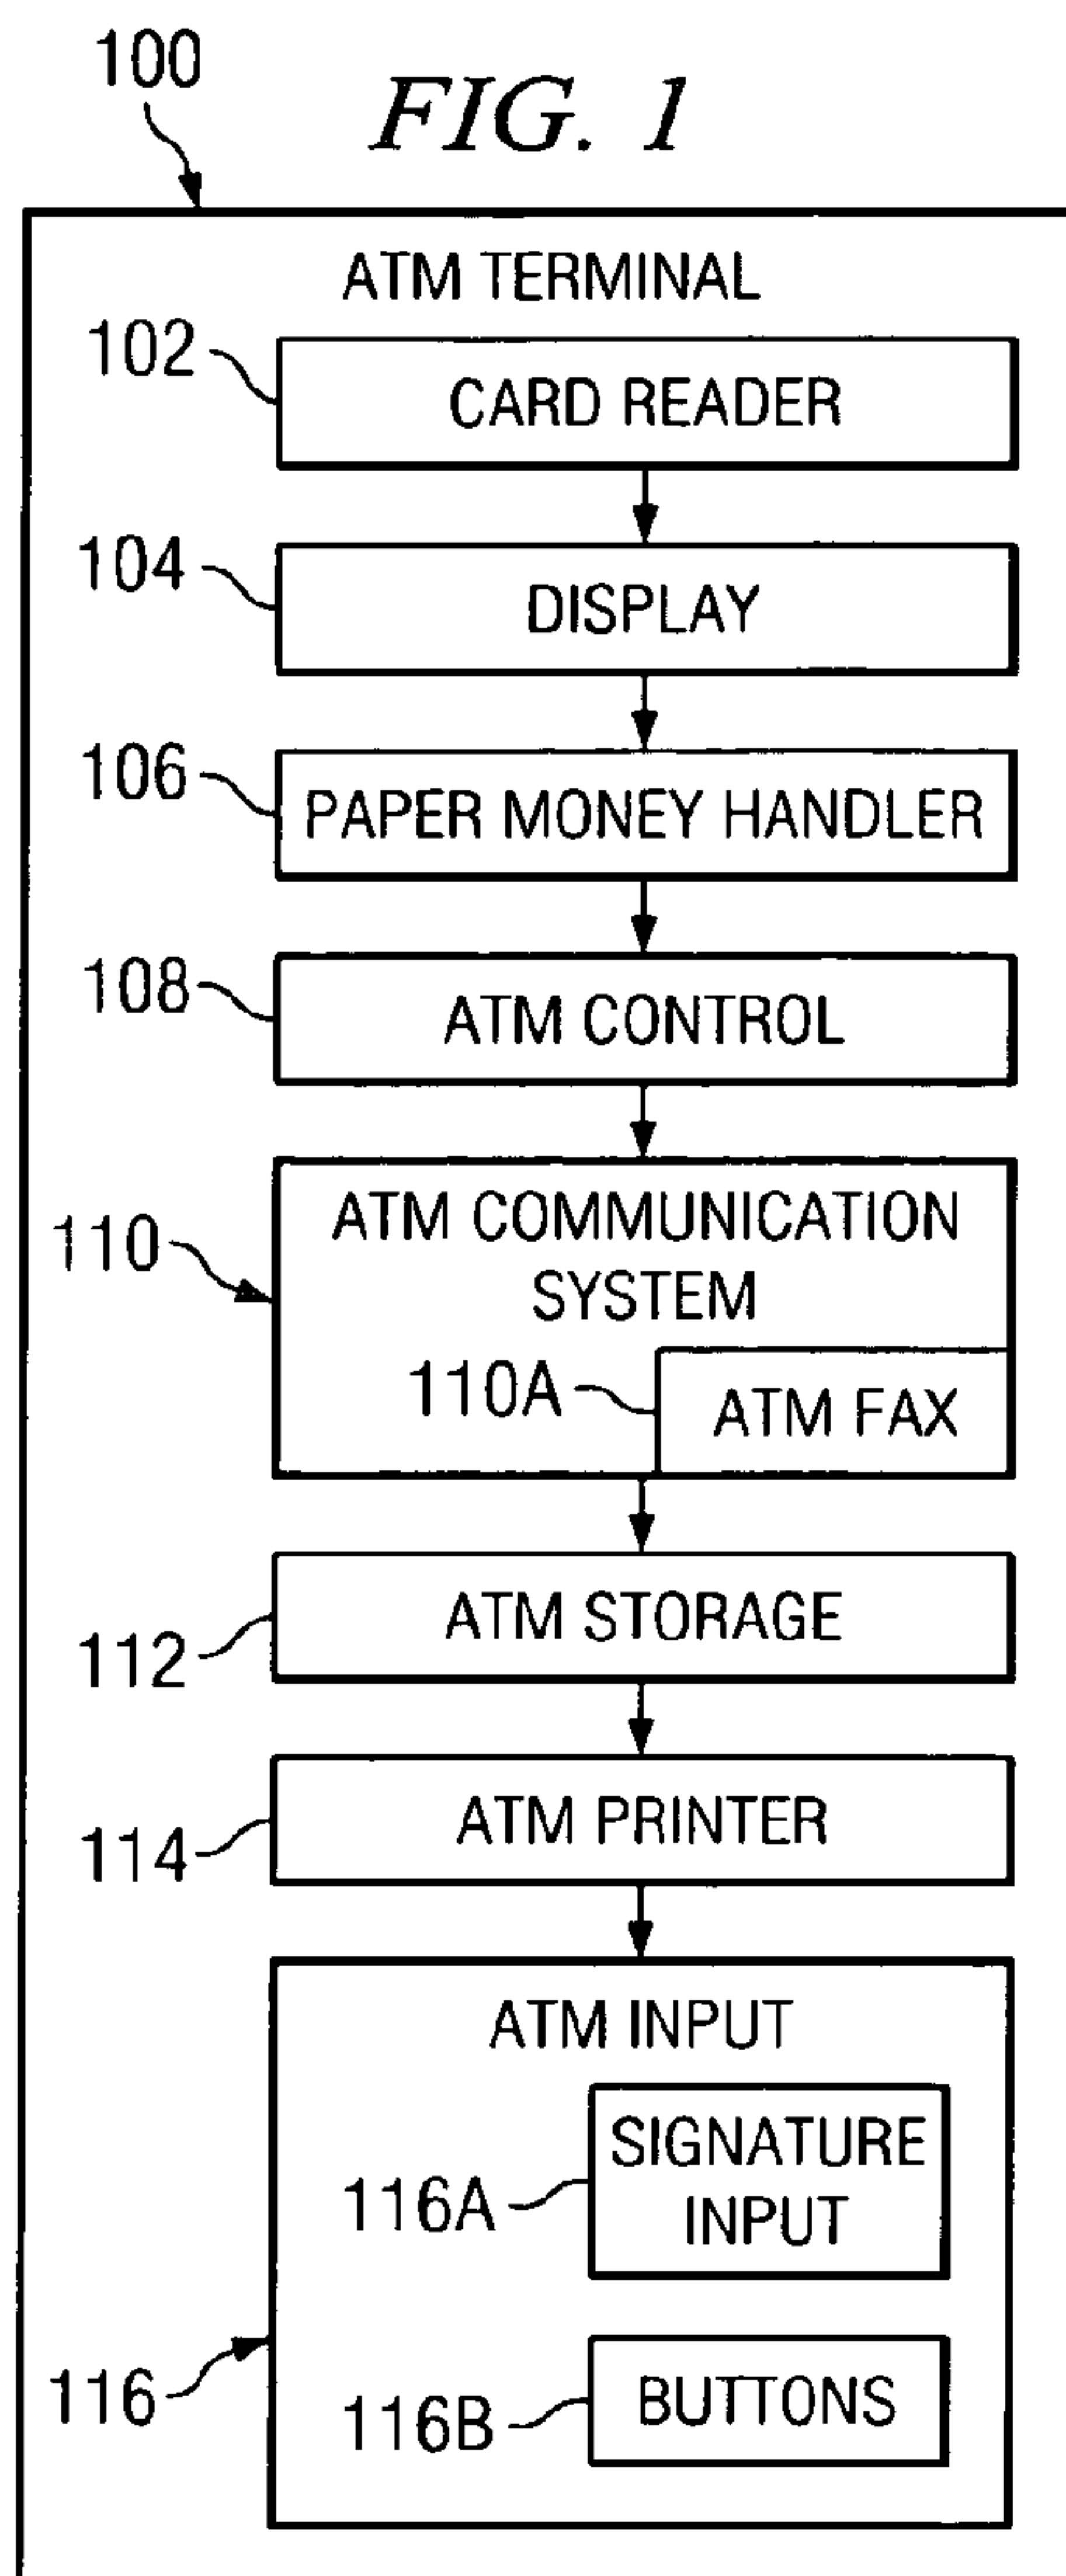 100
FIG. 1
ATM TERMINAL
102
CARD READER
104
DISPLAY
106
PAPER MONEY HANDLER
108
ATM CONTROL
110
ATM COMMUNICATION
SYSTEM
110A
ATM FAX
112
ATM STORAGE
114
ATM PRINTER
116
ATM INPUT
116A
SIGNATURE
INPUT
116B
BUTTONS